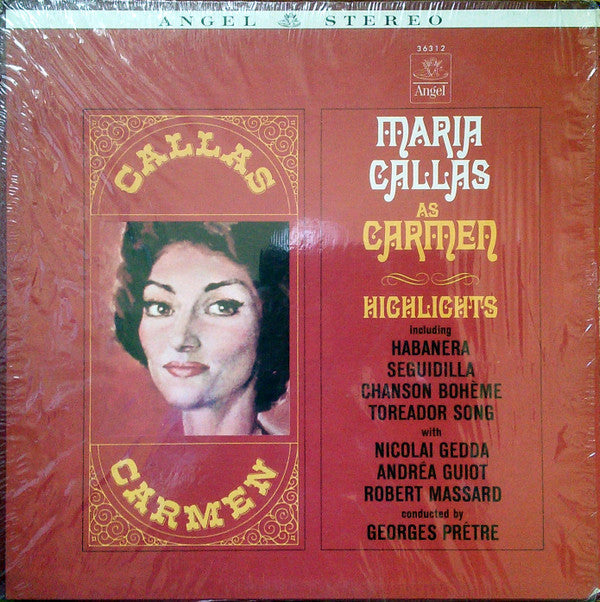 ANGEL STEREO
36312
Angel
CALLAS
CARMEN
MARIA
CALLAS
AS
CARMEN
HIGHLIGHTS
including
HABANERA
SEGUIDILLA
CHANSON BOHÈME
TOREADOR SONG
with
NICOLAI GEDDA
ANDRÉA GUIOT
ROBERT MASSARD
conducted by
GEORGES PRÊTRE